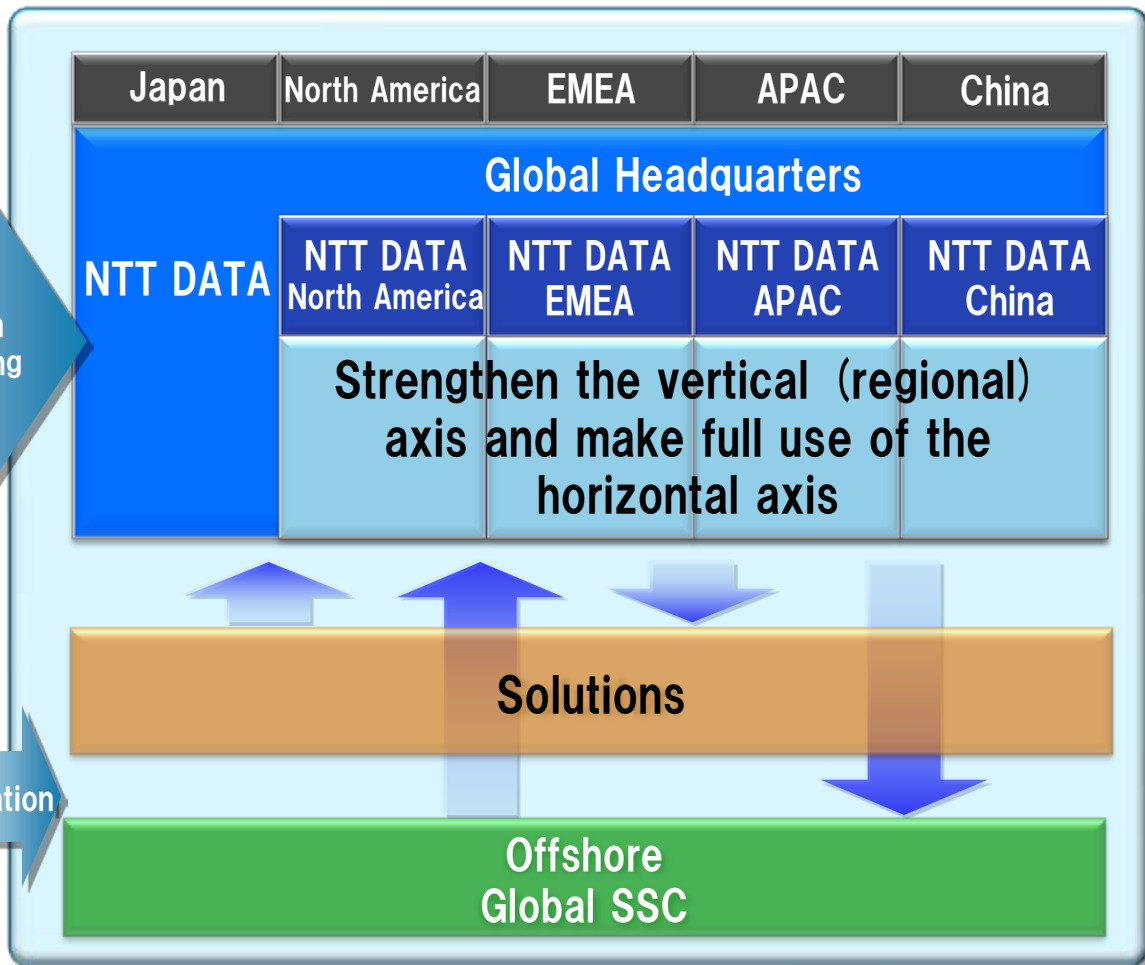 Japan
North America
EMEA
APAC
China
Global Headquarters
NTT DATA
NTT DATA
North America
NTT DATA
EMEA
NTT DATA
APAC
NTT DATA
China
Strengthen the vertical (regional)
axis and make full use of the
horizontal axis
Solutions
Offshore
Global SSC